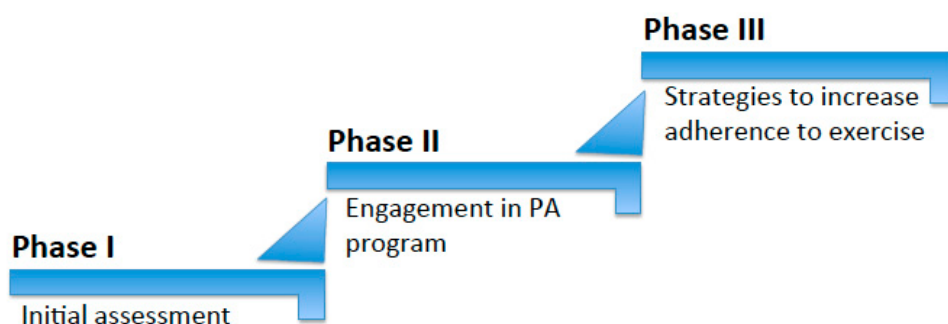 Phase I
Initial assessment
Phase II
Engagement in PA
program
Phase III
Strategies to increase
adherence to exercise